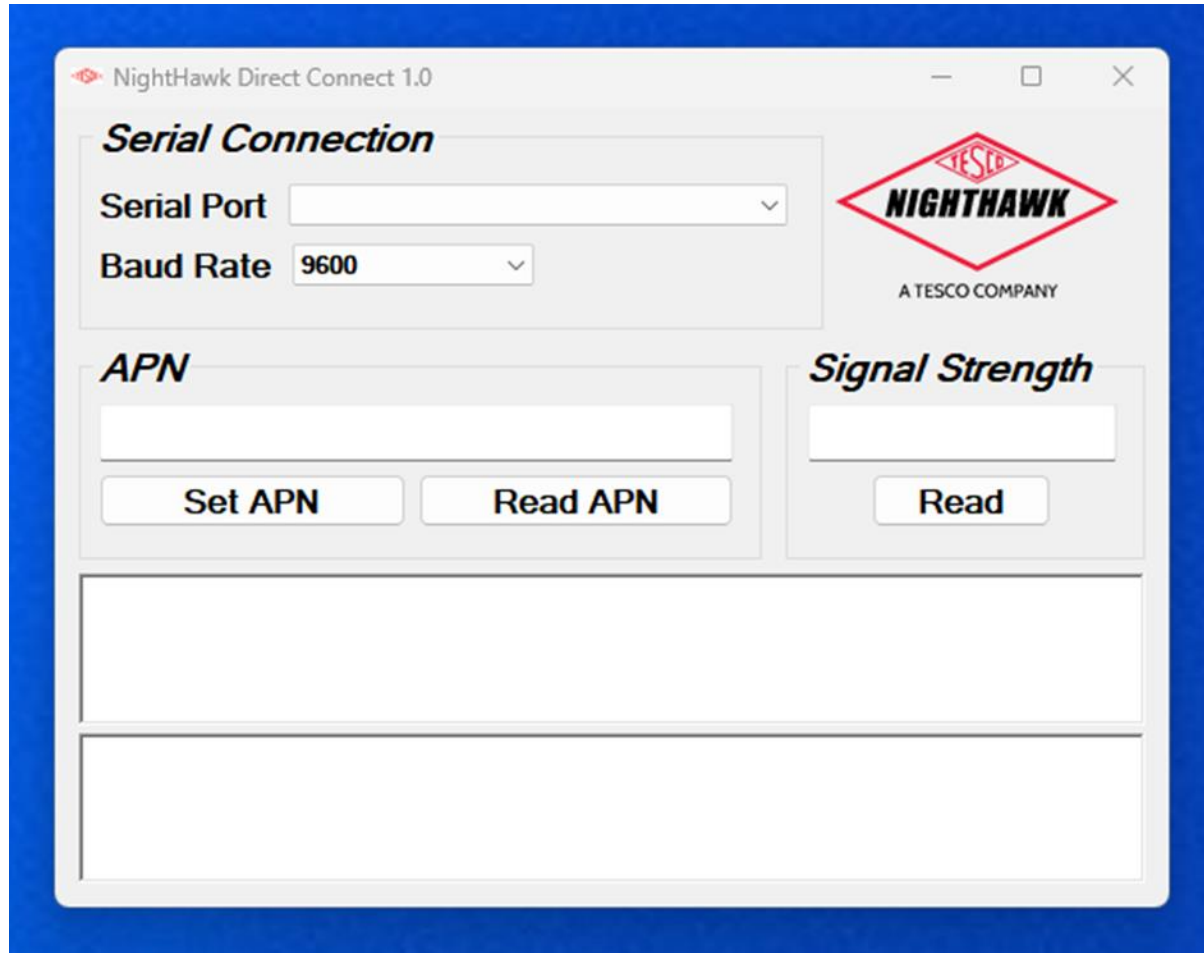 NightHawk Direct Connect 1.0
Serial Connection
Serial Port
Baud Rate 9600
TESCO
NIGHTHAWK
A TESCO COMPANY
APN
Set APN Read APN
Signal Strength
Read